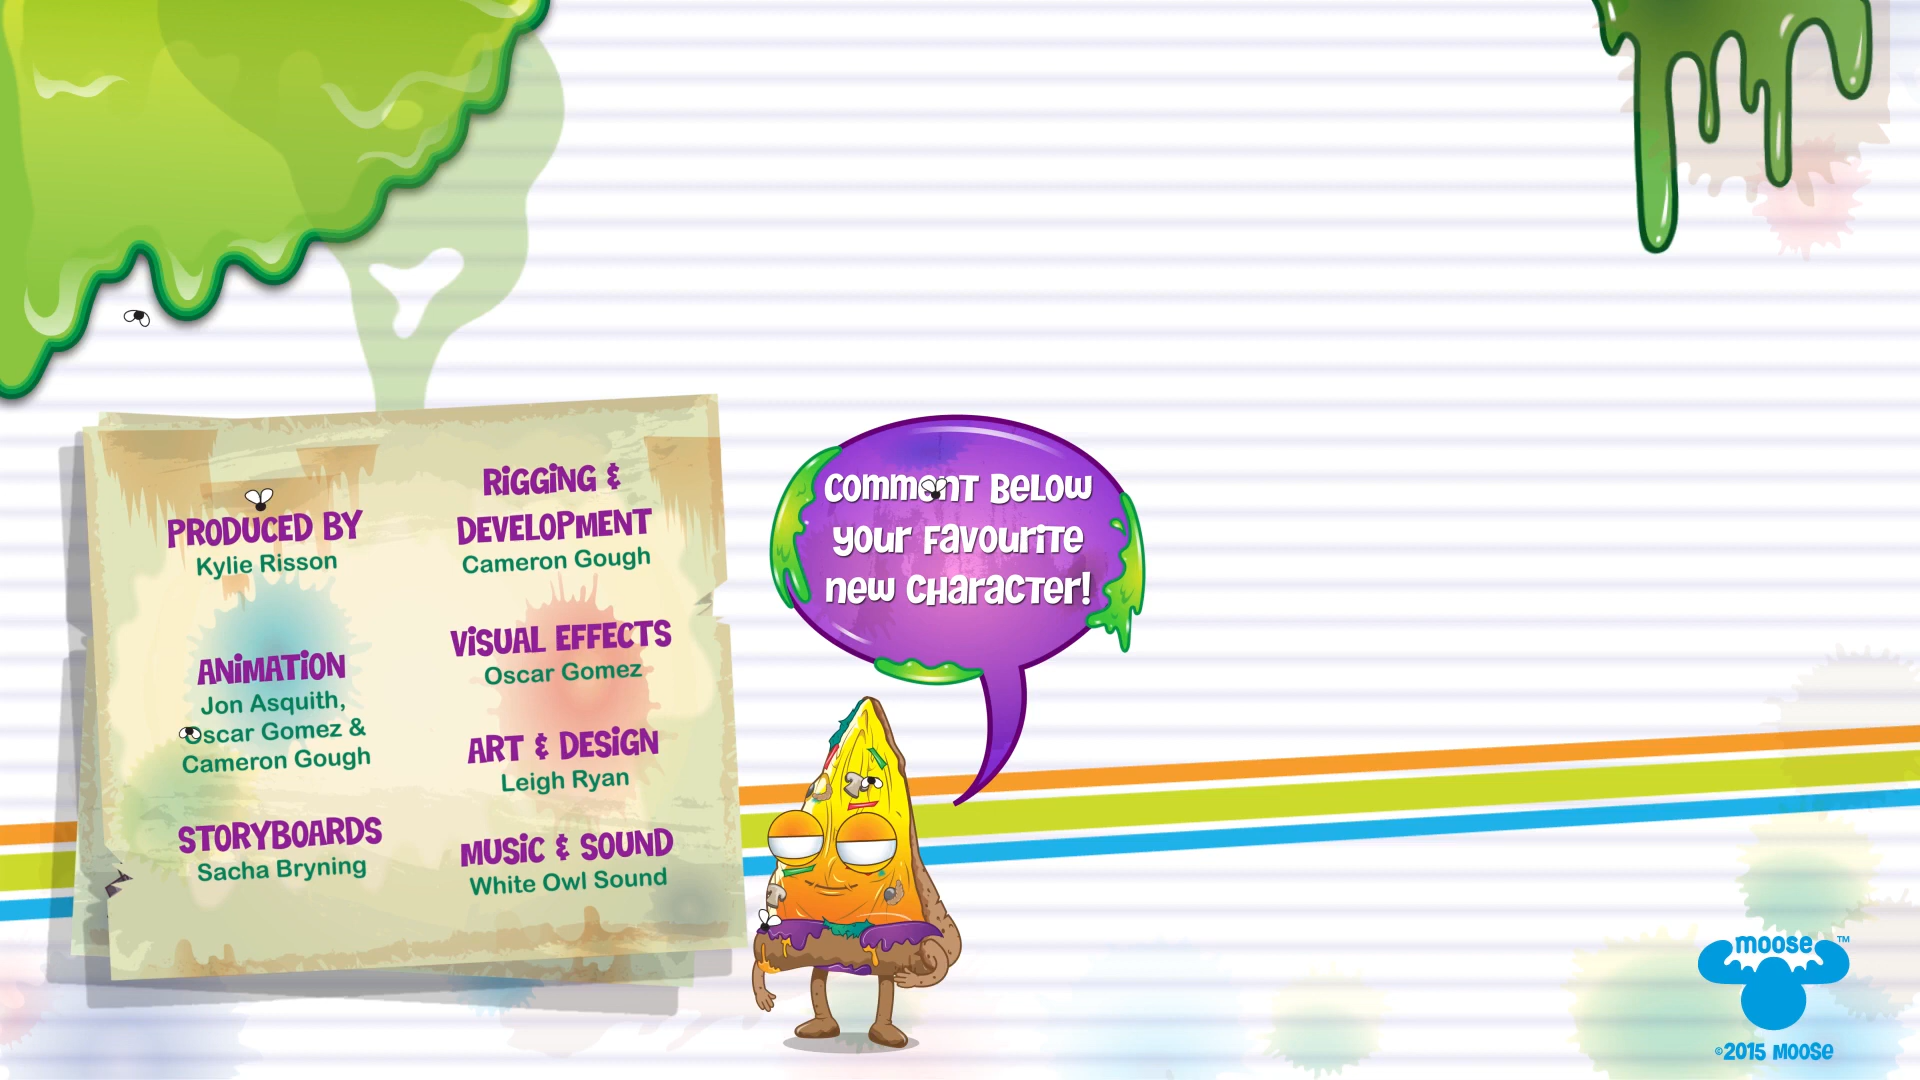 PRODUCED BY
Kylie Risson
ANiMATiON
Jon Asquith,
Oscar Gomez &
Cameron Gough
STORYBOARDS
Sacha Bryning
RiGGiNG &
DEVELOPMENT
Cameron Gough
ViSUAL EFFECTS
Oscar Gomez
ART & DESiGN
Leigh Ryan
MUSiC & SOUND
White Owl Sound
Comment Below
your Favourite
new Character!
moose™
©2015 MOOSE